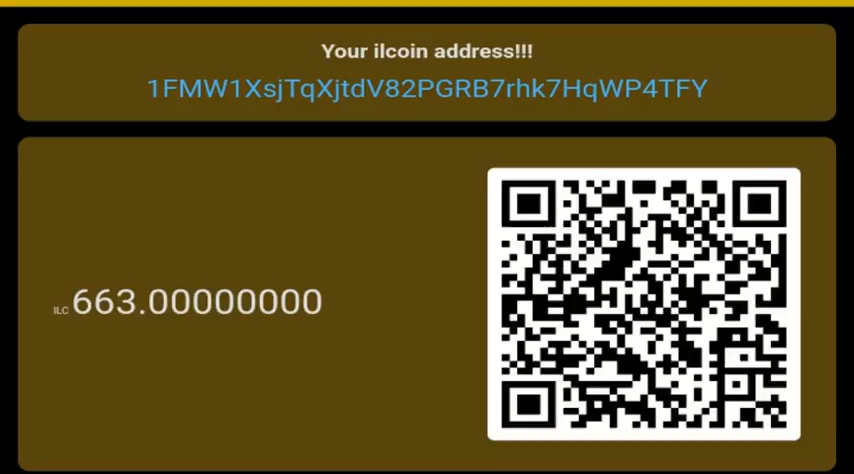 Your ilcoin address!!!
1FMW1XsjTqXjtdV82PGRB7rhk7HqWP4TFY
ILC 663.00000000